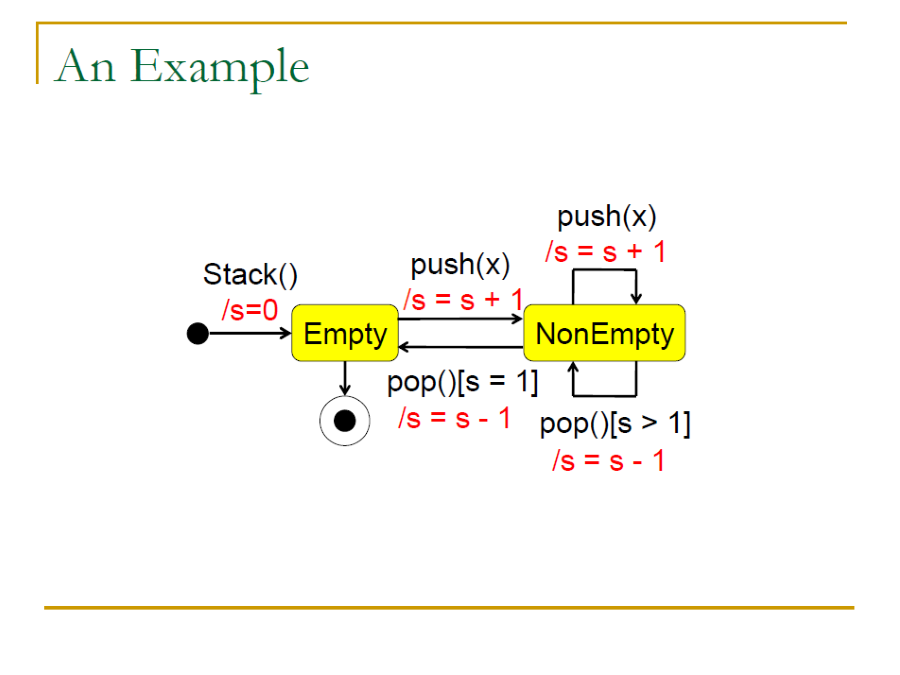 An Example
push(x)
/s = s + 1
Stack()
/s=0
push(x)
/s = s + 1
Empty
NonEmpty
pop()[s = 1]
/s = s - 1
pop()[s > 1]
/s = s - 1